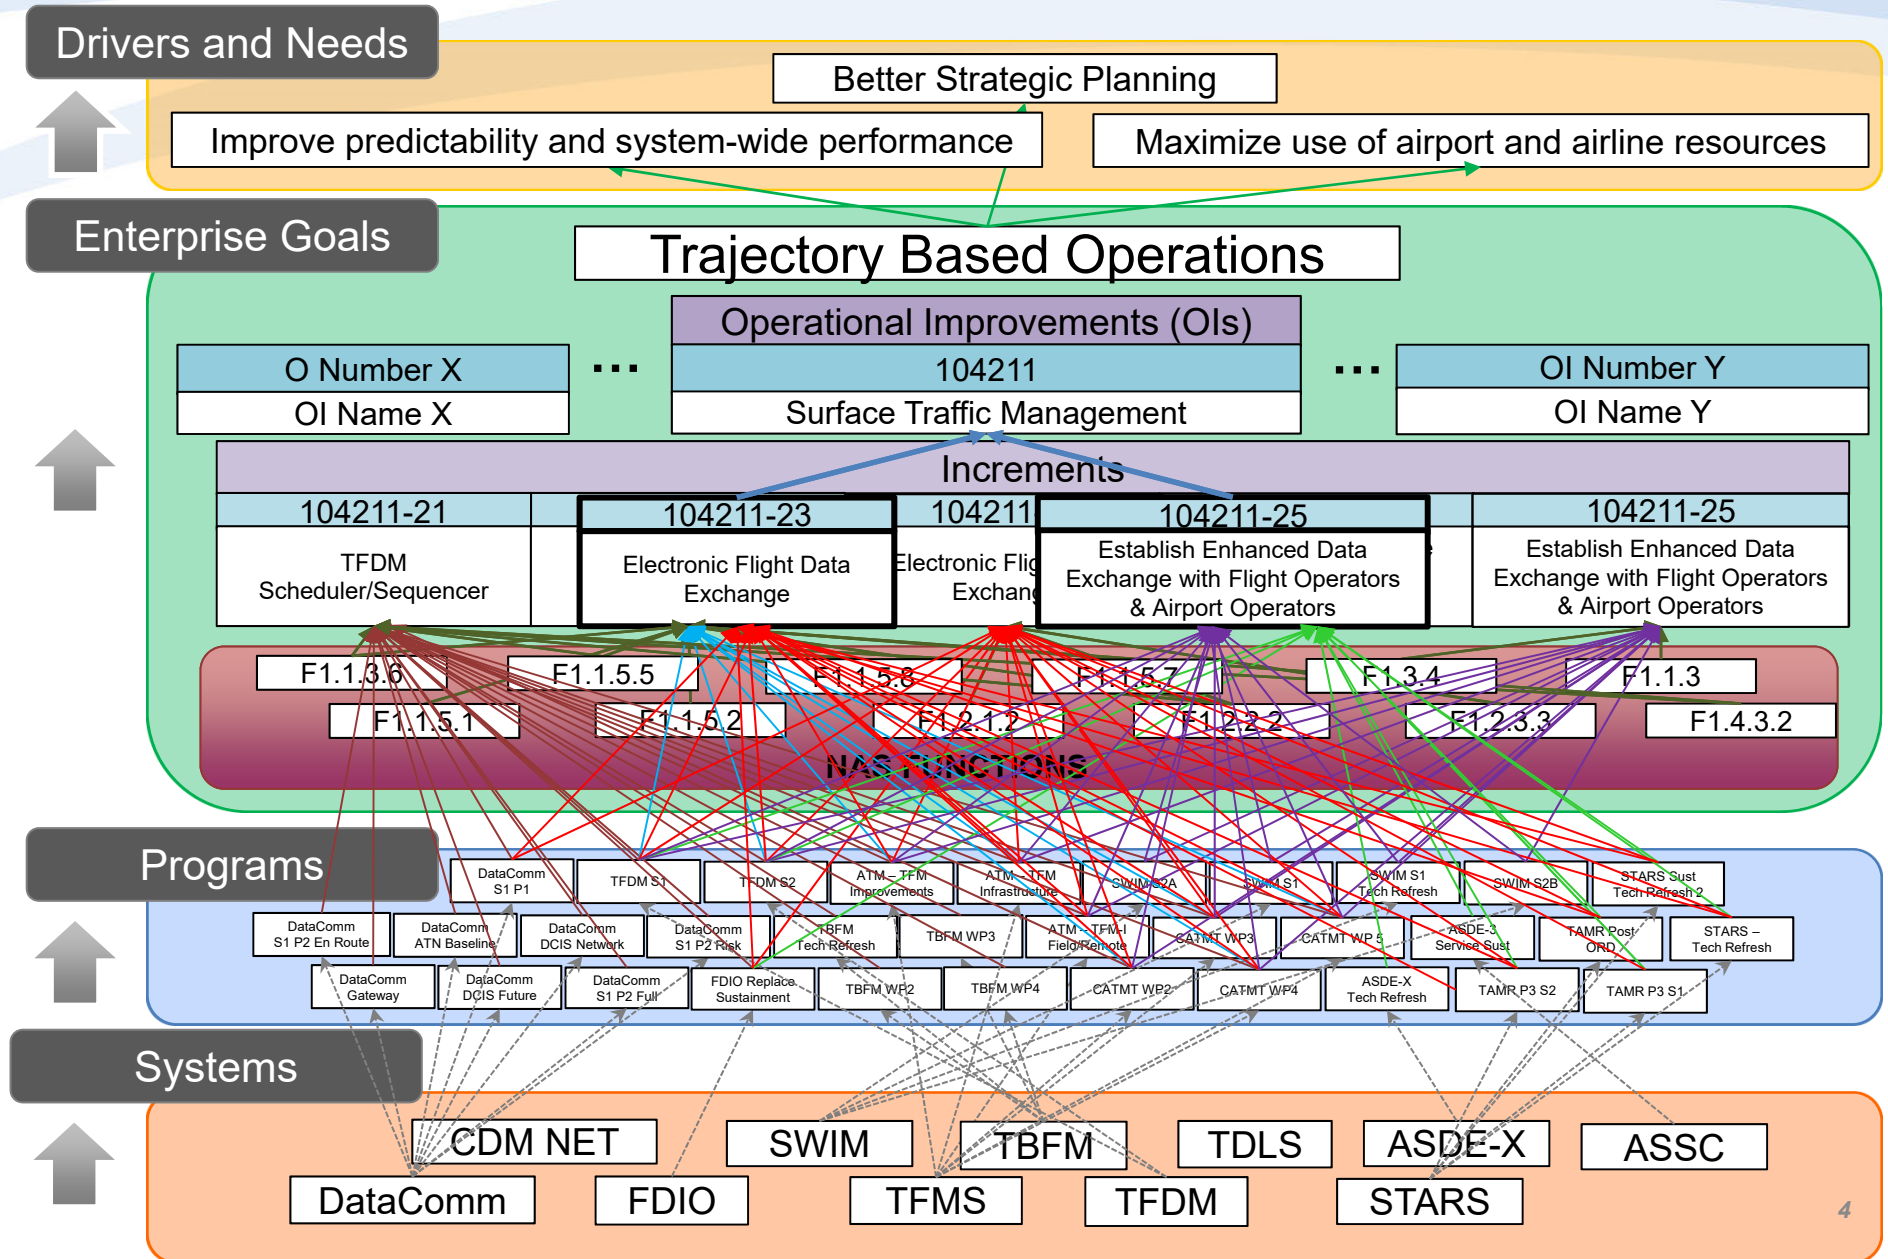 Drivers and Needs
Better Strategic Planning
Improve predictability and system-wide performance
Maximize use of airport and airline resources
Enterprise Goals
Trajectory Based Operations
Operational Improvements (OIs)
O Number X
...
104211
...
OI Number Y
OI Name X
Surface Traffic Management
OI Name Y
Increments
104211-21
104211-23
104211
104211-25
104211-25
TFDM
Scheduler/Sequencer
Electronic Flight Data
Exchange
Electronic Flig
Exchang
Establish Enhanced Data
Exchange with Flight Operators
& Airport Operators
e
Establish Enhanced Data
Exchange with Flight Operators
& Airport Operators
F1.1.3.6
F1.1.5.5
F1.1.5.8
F1.1.5.7
F1.3.4
F1.1.3
F1.1.5.1
F1.1.5.2
F1.2.1.2
F1.2.2.2
F1.2.3.3
F1.4.3.2
NAS FUNCTIONS
Programs
DataComm
S1 P1
TFDM S1
TFDM S2
ATM – TFM
Improvements
ATM – TFM
Infrastructure
SWIM S2A
SWIM S1
SWIM S1
Tech Refresh
SWIM S2B
STARS Sust
Tech Refresh 2
DataComm
S1 P2 En Route
DataComm
ATN Baseline
DataComm
DCIS Network
DataComm
S1 P2 Risk
TBFM
Tech Refresh
TBFM WP3
ATM – TFM-I
Field/Remote
CATMT WP3
CATMT WP 5
ASDE-3
Service Sust
TAMR Post
ORD
STARS –
Tech Refresh
DataComm
Gateway
DataComm
DCIS Future
DataComm
S1 P2 Full
FDIO Replace
Sustainment
TBFM WP2
TBFM WP4
CATMT WP2
CATMT WP4
ASDE-X
Tech Refresh
TAMR P3 S2
TAMR P3 S1
Systems
CDM NET
SWIM
TBFM
TDLS
ASDE-X
ASSC
DataComm
FDIO
TFMS
TFDM
STARS
4